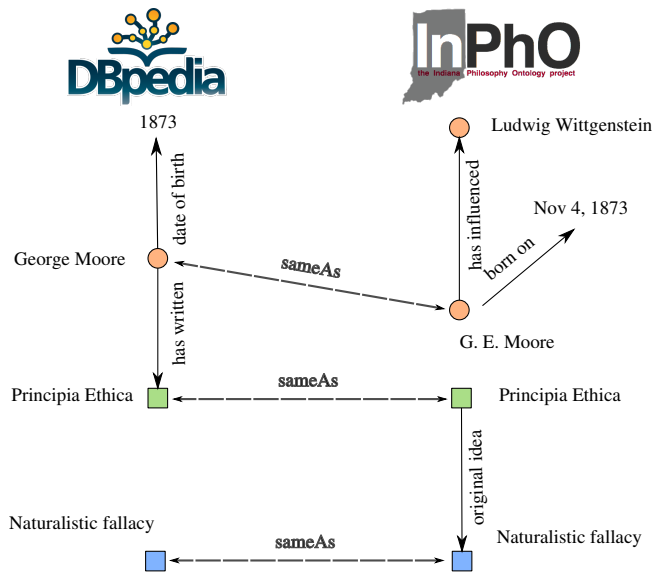 DBpedia
InPhO
the Indiana Philosophy Ontology project
1873
Ludwig Wittgenstein
date of birth
has influenced
Nov 4, 1873
born on
George Moore
sameAs
has written
G. E. Moore
Principia Ethica
sameAs
Principia Ethica
original idea
Naturalistic fallacy
sameAs
Naturalistic fallacy